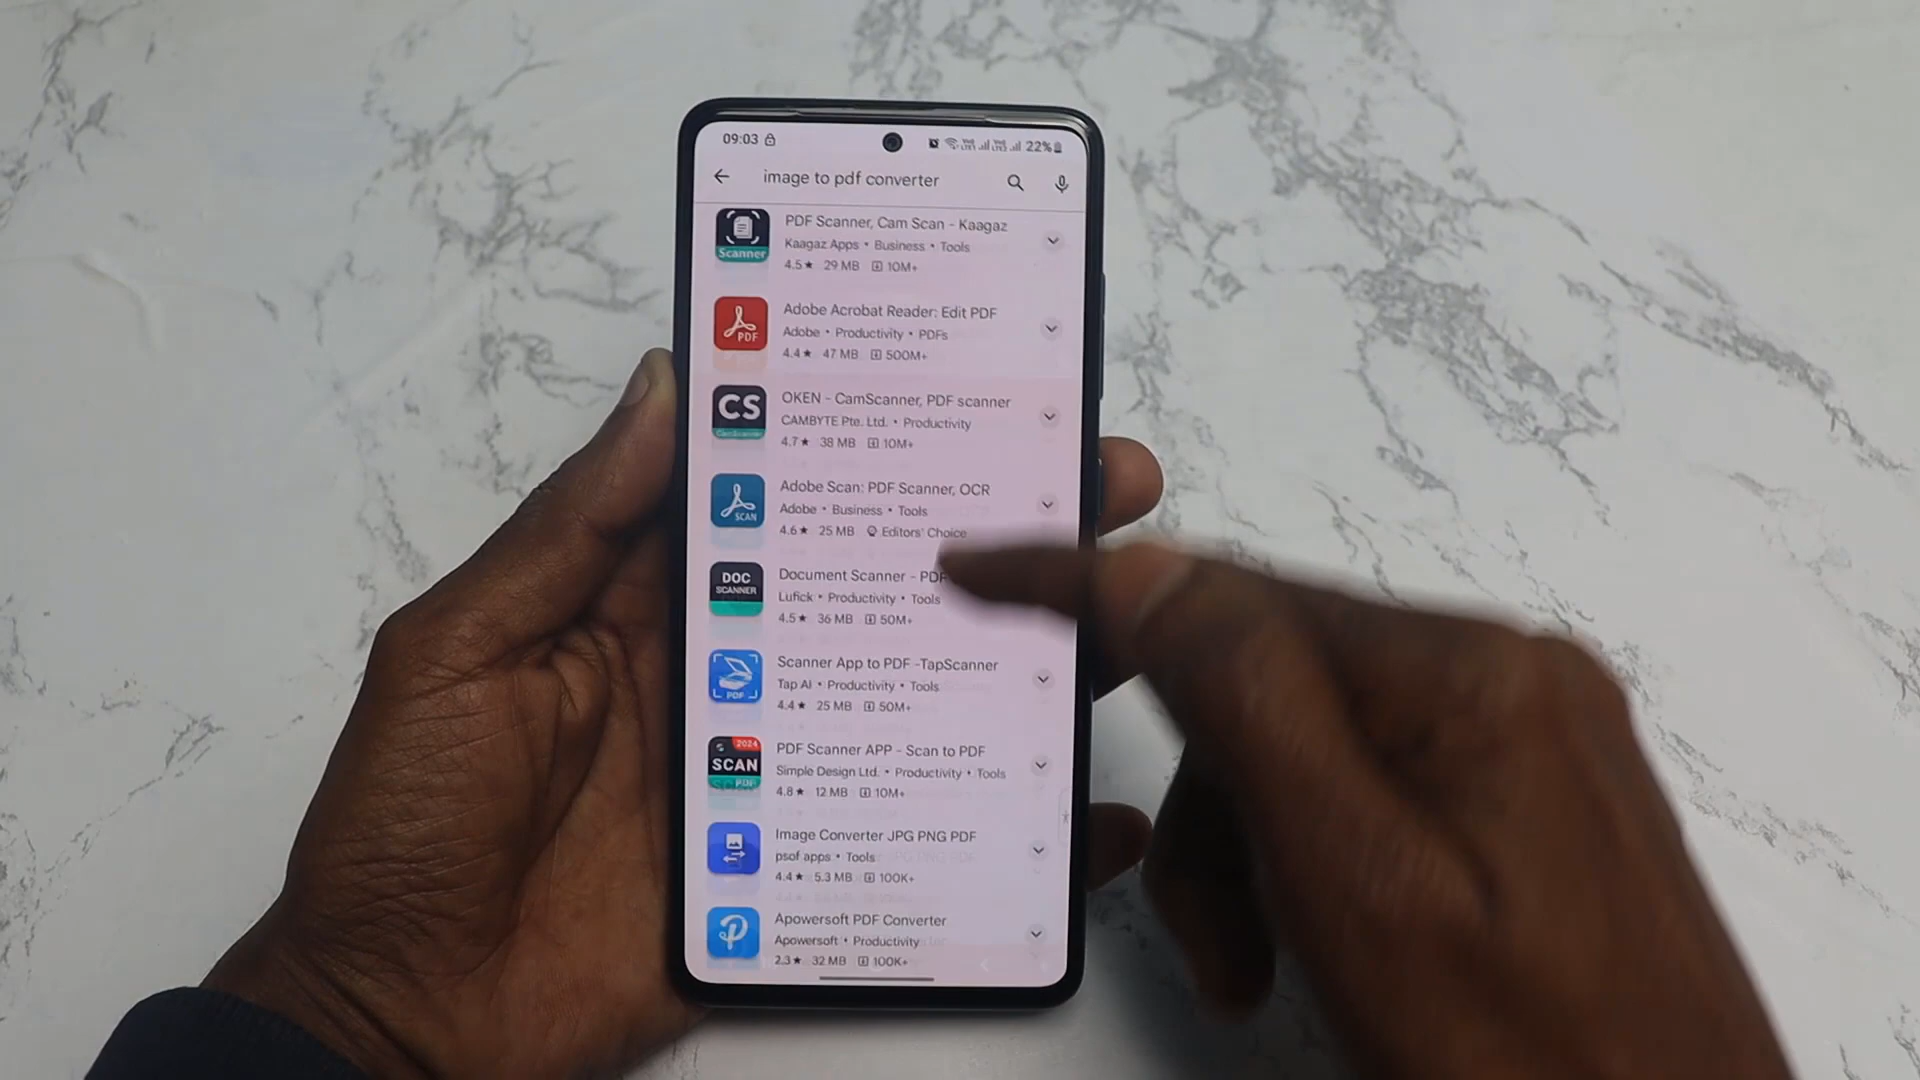 09:03 22%
image to pdf converter
Scanner
PDF Scanner, Cam Scan - Kaagaz
Kaagaz Apps • Business • Tools
4.5★ 29 MB 10M+
PDF
Adobe Acrobat Reader: Edit PDF
Adobe • Productivity • PDFs
4.4★ 47 MB 500M+
CS
CamScanner
OKEN - CamScanner, PDF scanner
CAMBYTE Pte. Ltd. • Productivity
4.7★ 38 MB 10M+
SCAN
Adobe Scan: PDF Scanner, OCR
Adobe • Business • Tools
4.6★ 25 MB Editors' Choice
DOC
SCANNER
Document Scanner - PDF
Lufick • Productivity • Tools
4.5★ 36 MB 50M+
PDF
Scanner App to PDF -TapScanner
Tap AI • Productivity • Tools
4.4★ 25 MB 50M+
2024
SCAN
PDF
PDF Scanner APP - Scan to PDF
Simple Design Ltd. • Productivity • Tools
4.8★ 12 MB 10M+
Image Converter JPG PNG PDF
psof apps • Tools
4.4★ 5.3 MB 100K+
Apowersoft PDF Converter
Apowersoft • Productivity
2.3★ 32 MB 100K+